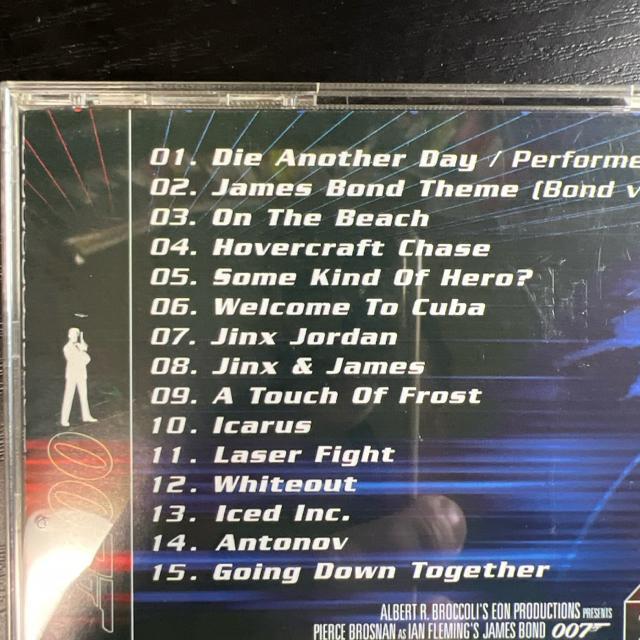 01. Die Another Day / Performe
02. James Bond Theme (Bond v
03. On The Beach
04. Hovercraft Chase
05. Some Kind Of Hero?
06. Welcome To Cuba
07. Jinx Jordan
08. Jinx & James
09. A Touch Of Frost
10. Icarus
11. Laser Fight
12. Whiteout
13. Iced Inc.
14. Antonov
15. Going Down Together
ALBERT R. BROCCOLI'S EON PRODUCTIONS PRESENTS
PIERCE BROSNAN AS IAN FLEMING'S JAMES BOND 007
007